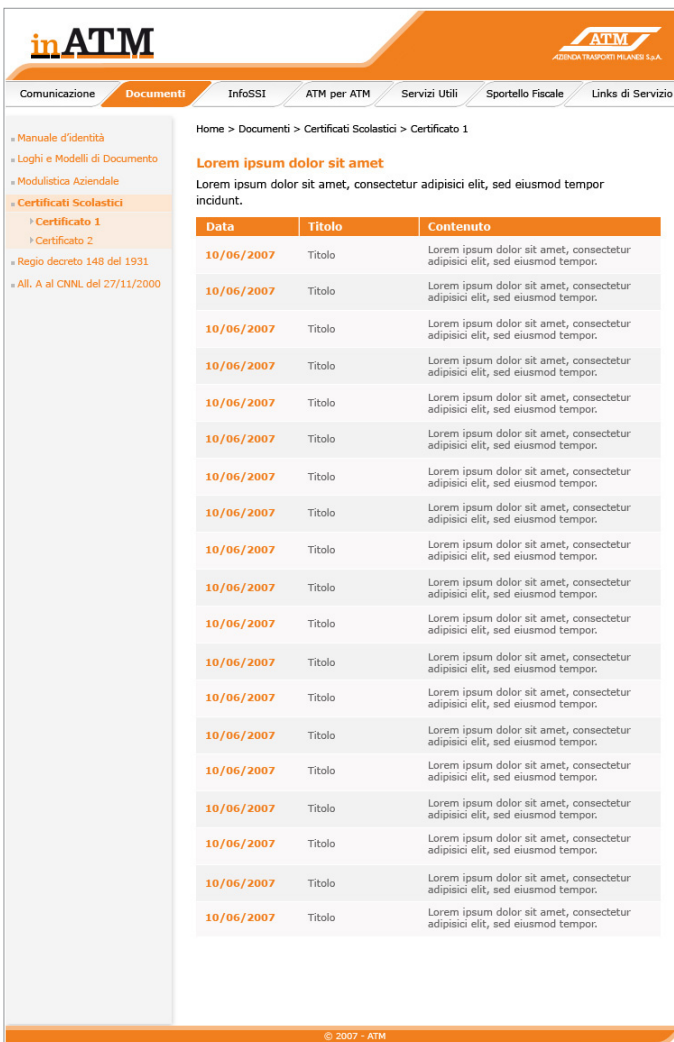 inATM
ATM
AZIENDA TRASPORTI MILANESI S.p.A.
Comunicazione Documenti InfoSSI ATM per ATM Servizi Utili Sportello Fiscale Links di Servizio
Manuale d'identità
Loghi e Modelli di Documento
Modulistica Aziendale
Certificati Scolastici
Certificato 1
Certificato 2
Regio decreto 148 del 1931
All. A al CNNL del 27/11/2000
Home > Documenti > Certificati Scolastici > Certificato 1
Lorem ipsum dolor sit amet
Lorem ipsum dolor sit amet, consectetur adipisici elit, sed eiusmod tempor
incidunt.
Data Titolo Contenuto
10/06/2007 Titolo Lorem ipsum dolor sit amet, consectetur
adipisici elit, sed eiusmod tempor.
10/06/2007 Titolo Lorem ipsum dolor sit amet, consectetur
adipisici elit, sed eiusmod tempor.
10/06/2007 Titolo Lorem ipsum dolor sit amet, consectetur
adipisici elit, sed eiusmod tempor.
10/06/2007 Titolo Lorem ipsum dolor sit amet, consectetur
adipisici elit, sed eiusmod tempor.
10/06/2007 Titolo Lorem ipsum dolor sit amet, consectetur
adipisici elit, sed eiusmod tempor.
10/06/2007 Titolo Lorem ipsum dolor sit amet, consectetur
adipisici elit, sed eiusmod tempor.
10/06/2007 Titolo Lorem ipsum dolor sit amet, consectetur
adipisici elit, sed eiusmod tempor.
10/06/2007 Titolo Lorem ipsum dolor sit amet, consectetur
adipisici elit, sed eiusmod tempor.
10/06/2007 Titolo Lorem ipsum dolor sit amet, consectetur
adipisici elit, sed eiusmod tempor.
10/06/2007 Titolo Lorem ipsum dolor sit amet, consectetur
adipisici elit, sed eiusmod tempor.
10/06/2007 Titolo Lorem ipsum dolor sit amet, consectetur
adipisici elit, sed eiusmod tempor.
10/06/2007 Titolo Lorem ipsum dolor sit amet, consectetur
adipisici elit, sed eiusmod tempor.
10/06/2007 Titolo Lorem ipsum dolor sit amet, consectetur
adipisici elit, sed eiusmod tempor.
10/06/2007 Titolo Lorem ipsum dolor sit amet, consectetur
adipisici elit, sed eiusmod tempor.
10/06/2007 Titolo Lorem ipsum dolor sit amet, consectetur
adipisici elit, sed eiusmod tempor.
10/06/2007 Titolo Lorem ipsum dolor sit amet, consectetur
adipisici elit, sed eiusmod tempor.
10/06/2007 Titolo Lorem ipsum dolor sit amet, consectetur
adipisici elit, sed eiusmod tempor.
10/06/2007 Titolo Lorem ipsum dolor sit amet, consectetur
adipisici elit, sed eiusmod tempor.
10/06/2007 Titolo Lorem ipsum dolor sit amet, consectetur
adipisici elit, sed eiusmod tempor.
© 2007 - ATM